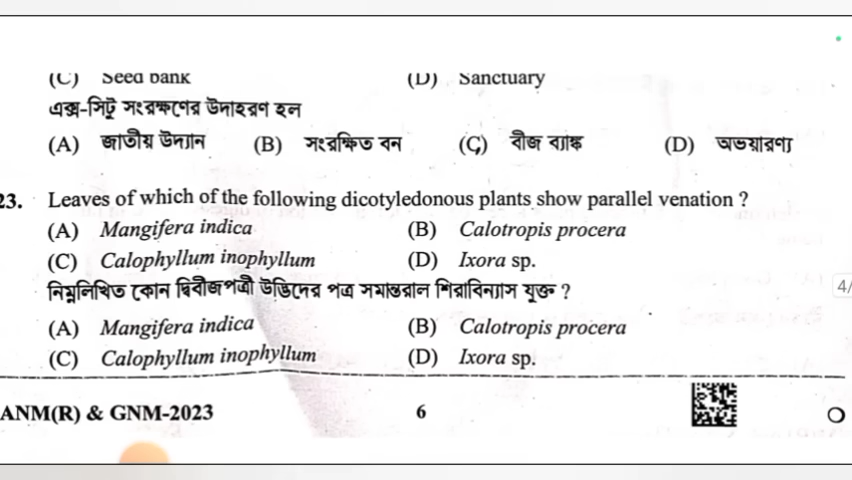 (C) Seed bank (D) Sanctuary
এক্স-সিটু সংরক্ষণের উদাহরণ হল
(A) জাতীয় উদ্যান (B) সংরক্ষিত বন (C) বীজ ব্যাঙ্ক (D) অভয়ারণ্য
23. Leaves of which of the following dicotyledonous plants show parallel venation ?
(A) Mangifera indica (B) Calotropis procera
(C) Calophyllum inophyllum (D) Ixora sp.
নিম্নলিখিত কোন দ্বিবীজপত্রী উদ্ভিদের পত্র সমান্তরাল শিরাবিন্যাস যুক্ত ?
4/
(A) Mangifera indica (B) Calotropis procera
(C) Calophyllum inophyllum (D) Ixora sp.
ANM(R) & GNM-2023 6